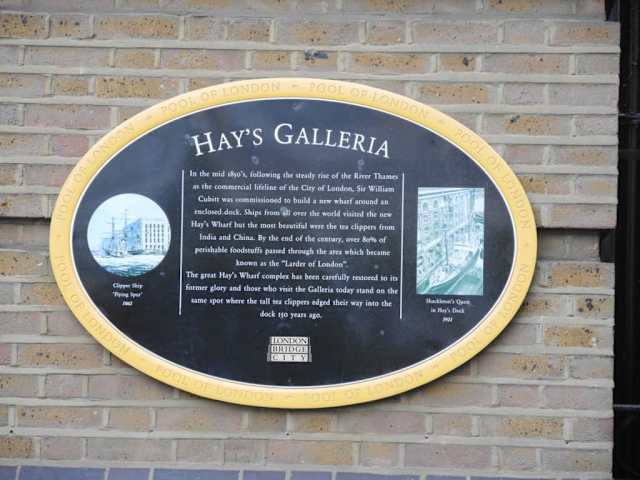 POOL OF LONDON
HAY'S GALLERIA
In the mid 1850's, following the steady rise of the River Thames
as the commercial lifeline of the City of London, Sir William
Cubitt was commissioned to build a new wharf around an
enclosed dock. Ships from all over the world visited the new
Hay's Wharf but the most beautiful were the tea clippers from
India and China. By the end of the century, over 80% of
perishable foodstuffs passed through the area which became
known as the "Larder of London".
The great Hay's Wharf complex has been carefully restored to its
former glory and those who visit the Galleria today stand on the
same spot where the tall tea clippers edged their way into the
dock 150 years ago.
Clipper Ship
"Flying Spur"
1862
Shackleton's Quest
in Hay's Dock
1921
LONDON
BRIDGE
CITY